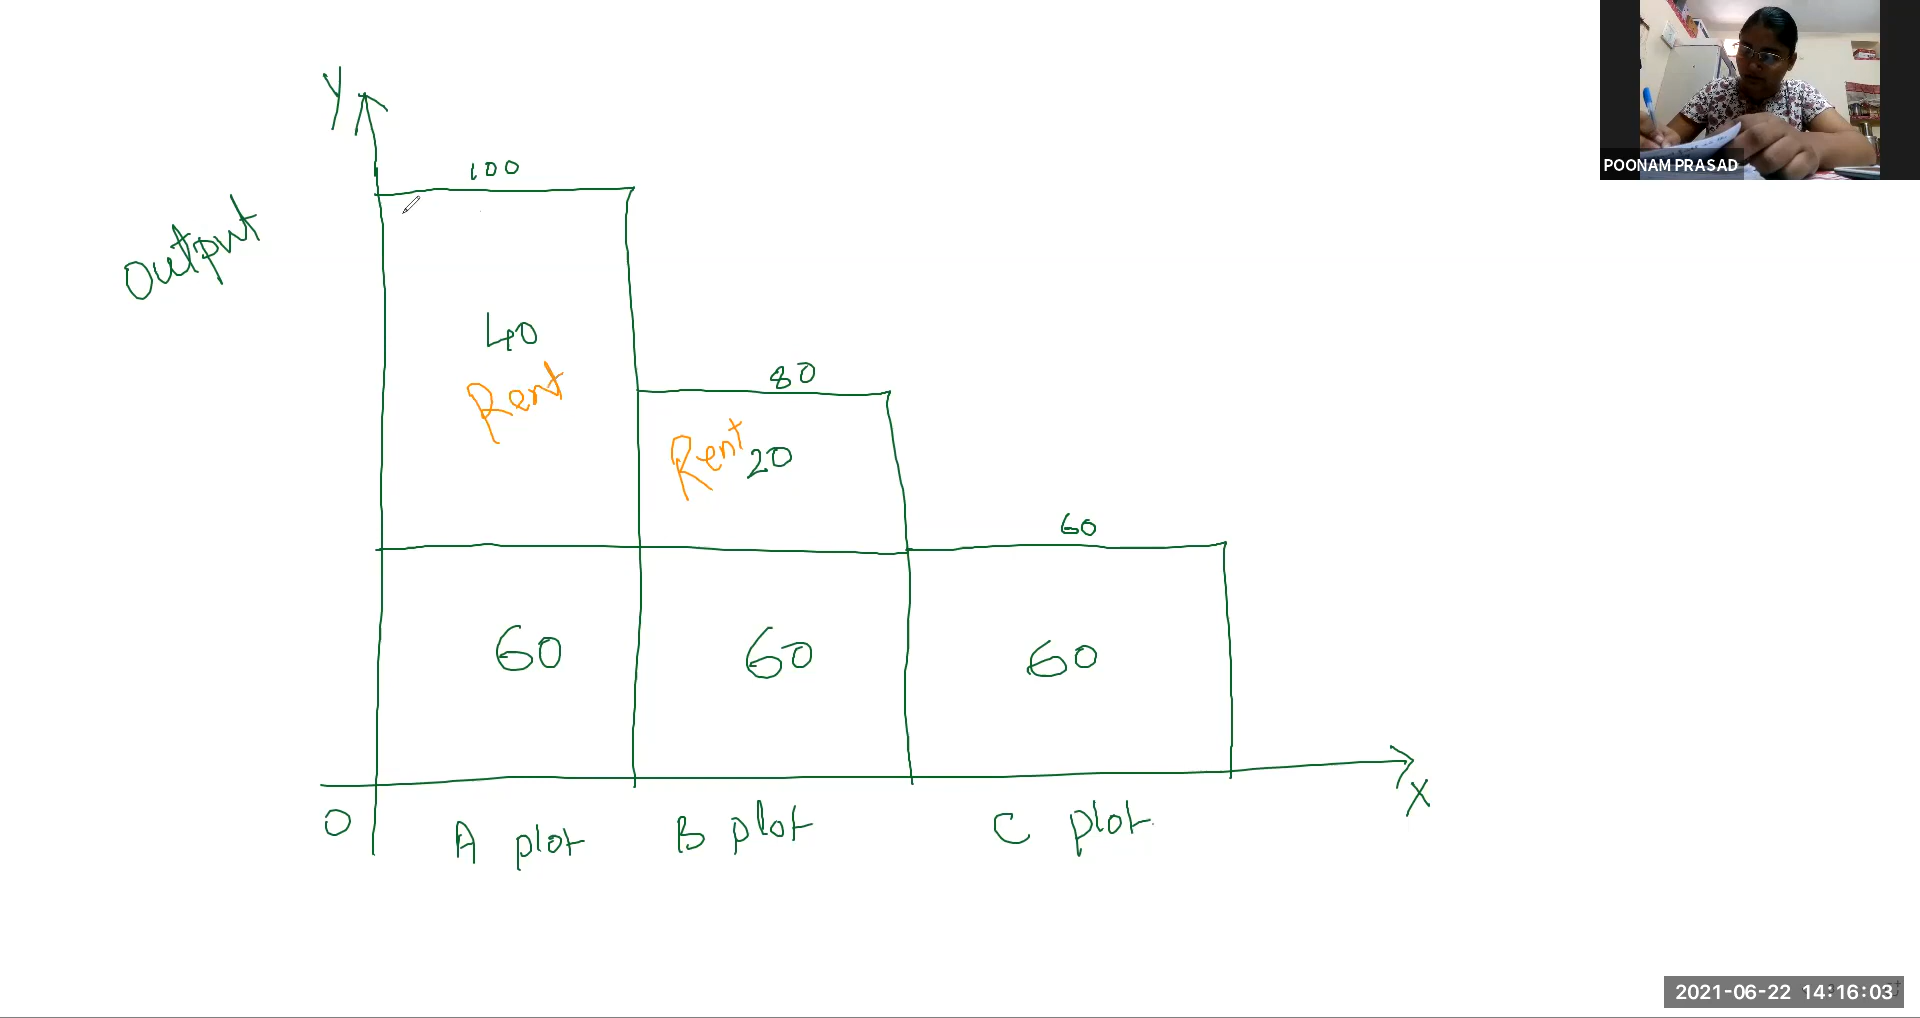 Y
100
Output
40
Rent
80
Rent 20
60
60
60
60
O
X
A plot
B plot
C plot
POONAM PRASAD
2021-06-22 14:16:03